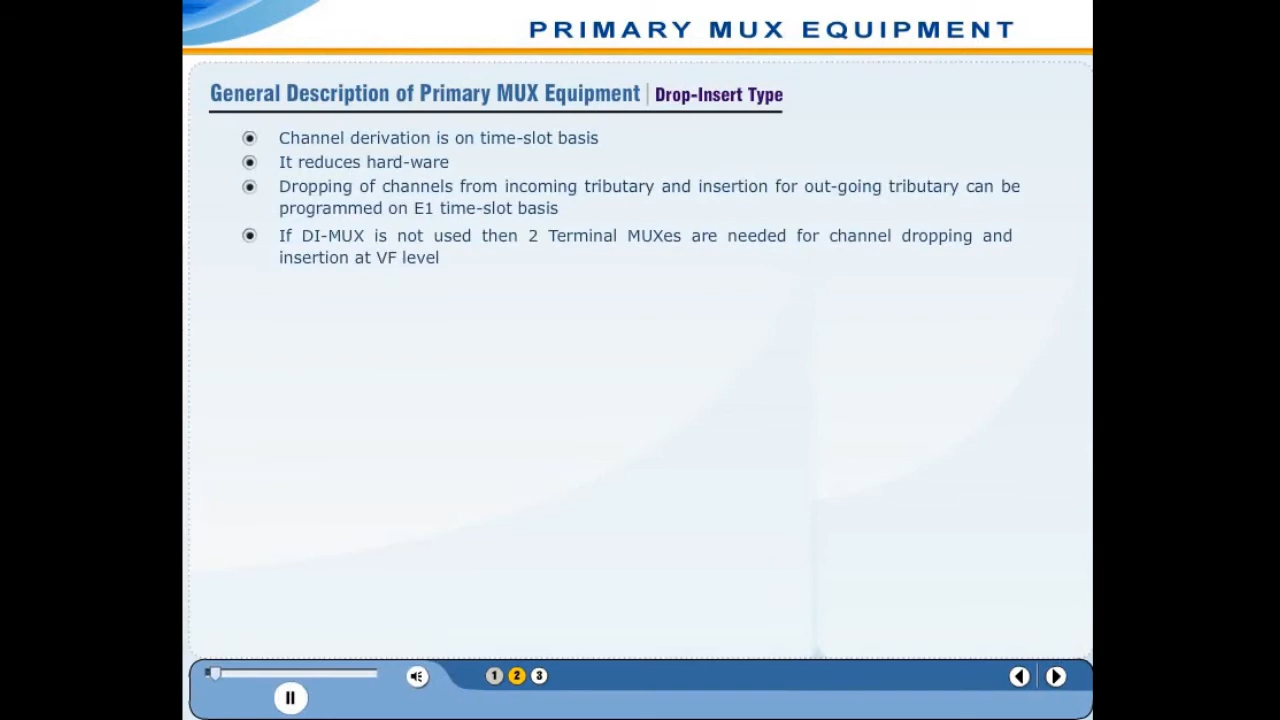 PRIMARY MUX EQUIPMENT
General Description of Primary MUX Equipment | Drop-Insert Type
Channel derivation is on time-slot basis
It reduces hard-ware
Dropping of channels from incoming tributary and insertion for out-going tributary can be
programmed on E1 time-slot basis
If DI-MUX is not used then 2 Terminal MUXes are needed for channel dropping and
insertion at VF level
1 2 3